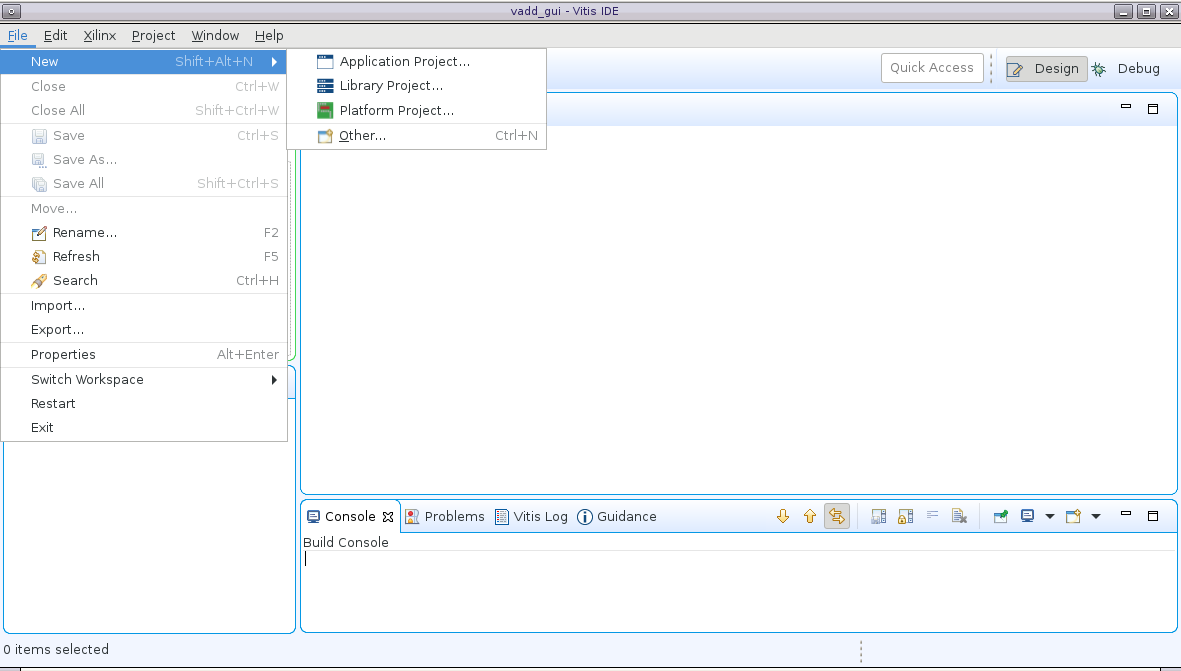 vadd_gui - Vitis IDE
File Edit Xilinx Project Window Help
New Shift+Alt+N
Close Ctrl+W
Close All Shift+Ctrl+W
Save Ctrl+S
Save As...
Save All Shift+Ctrl+S
Move...
Rename... F2
Refresh F5
Search Ctrl+H
Import...
Export...
Properties Alt+Enter
Switch Workspace
Restart
Exit
Application Project...
Library Project...
Platform Project...
Other... Ctrl+N
Quick Access Design Debug
Console Problems Vitis Log Guidance
Build Console
0 items selected